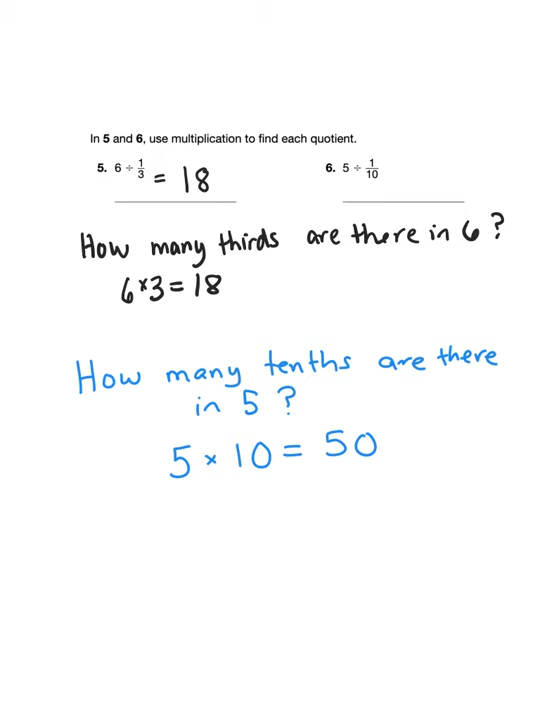 In 5 and 6, use multiplication to find each quotient.
5. 6 ÷ 1/3 = 18
6. 5 ÷ 1/10
How many thirds are there in 6 ?
6 × 3 = 18
How many tenths are there
in 5 ?
5 × 10 = 50